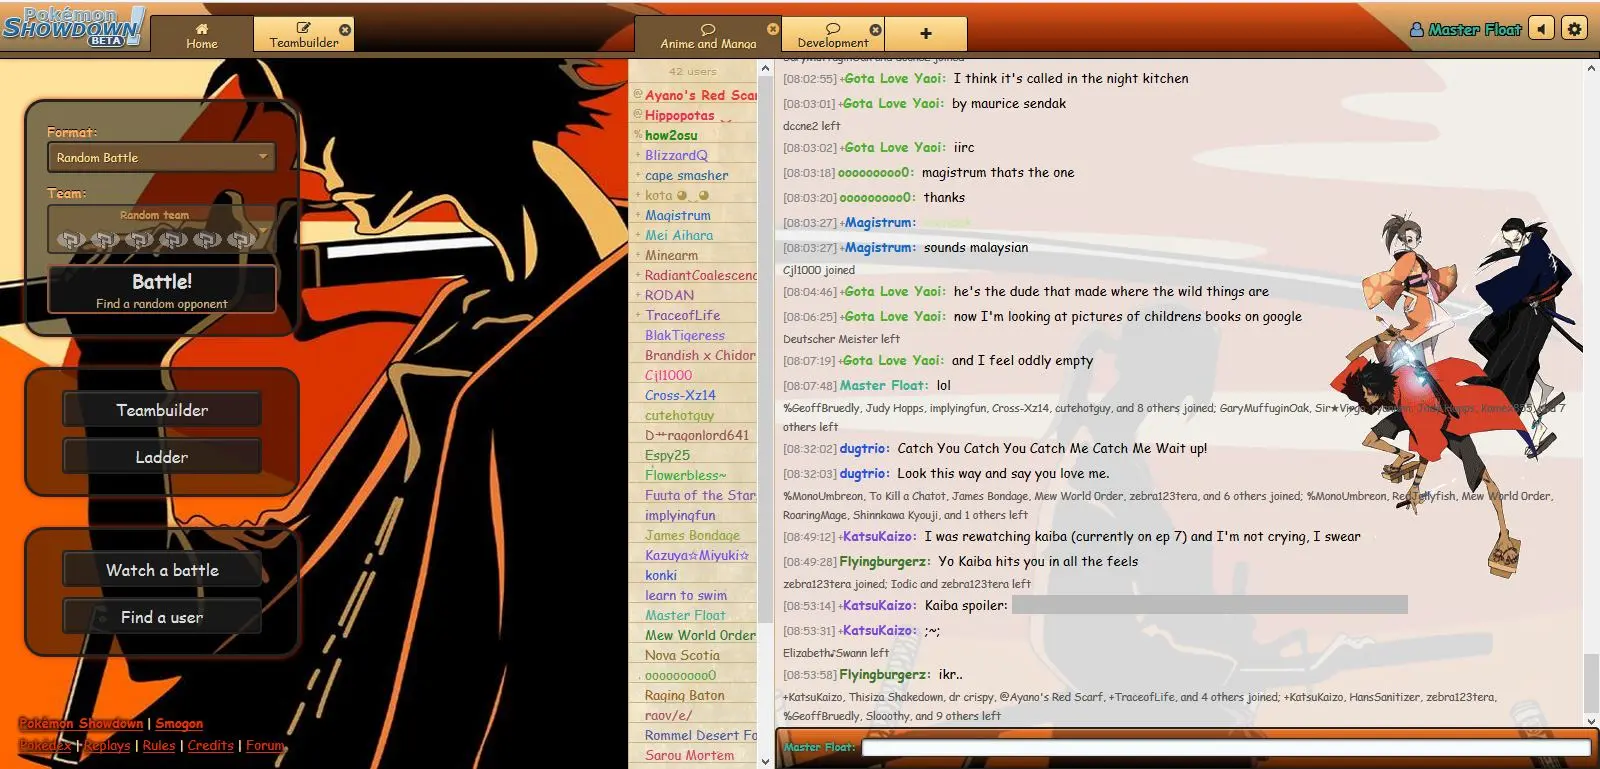 Pokémon
Showdown!
BETA
Home
Teambuilder
Anime and Manga
Development
+
Master Float
Format:
Random Battle
Team:
Random team
Battle!
Find a random opponent
Teambuilder
Ladder
Watch a battle
Find a user
Pokémon Showdown | Smogon
Pokédex | Replays | Rules | Credits | Forum
42 users
@Ayano's Red Scar
@Hippopotas
%how2osu
+BlizzardQ
+cape smasher
+kota
+Magistrum
+Mei Aihara
+Minearm
+RadiantCoalescenc
+RODAN
+TraceofLife
BlakTigeress
Brandish x Chidor
Cjl1000
Cross-Xz14
cutehotguy
Espy25
Flowerbless~
Fuuta of the Star
implyingfun
James Bondage
Kazuya☆Miyuki☆
konki
learn to swim
Master Float
Mew World Order
Nova Scotia
ooooooooo0
Raging Baton
raov/e/
Rommel Desert Fo
Sarou Mortem
[08:02:55] +Gota Love Yaoi: I think it's called in the night kitchen
[08:03:01] +Gota Love Yaoi: by maurice sendak
dccne2 left
[08:03:02] +Gota Love Yaoi: iirc
[08:03:18] ooooooooo0: magistrum thats the one
[08:03:20] ooooooooo0: thanks
[08:03:27] +Magistrum:
[08:03:27] +Magistrum: sounds malaysian
Cjl1000 joined
[08:04:46] +Gota Love Yaoi: he's the dude that made where the wild things are
[08:06:25] +Gota Love Yaoi: now I'm looking at pictures of childrens books on google
Deutscher Meister left
[08:07:19] +Gota Love Yaoi: and I feel oddly empty
[08:07:48] Master Float: lol
%GeoffBruedly, Judy Hopps, implyingfun, Cross-Xz14, cutehotguy, and 8 others joined; GaryMuffuginOak, Judy Hopps, and 7
others left
[08:32:02] dugtrio: Catch You Catch You Catch Me Catch Me Wait up!
[08:32:03] dugtrio: Look this way and say you love me.
%MonoUmbreon, To Kill a Chatot, James Bondage, Mew World Order, zebra123tera, and 6 others joined; %MonoUmbreon, RedJellyfish, Mew World Order,
RoaringMage, Shinnkawa Kyouji, and 1 others left
[08:49:12] +KatsuKaizo: I was rewatching kaiba (currently on ep 7) and I'm not crying, I swear
[08:49:28] Flyingburgerz: Yo Kaiba hits you in all the feels
zebra123tera joined; Iodic and zebra123tera left
[08:53:14] +KatsuKaizo: Kaiba spoiler:
[08:53:31] +KatsuKaizo: ;~;
Elizabeth♪Swann left
[08:53:58] Flyingburgerz: ikr..
+KatsuKaizo, Thisiza Shakedown, dr crispy, @Ayano's Red Scarf, +TraceofLife, and 4 others joined; +KatsuKaizo, HansSanitizer, zebra123tera,
%GeoffBruedly, Slooothy, and 9 others left
Master Float: